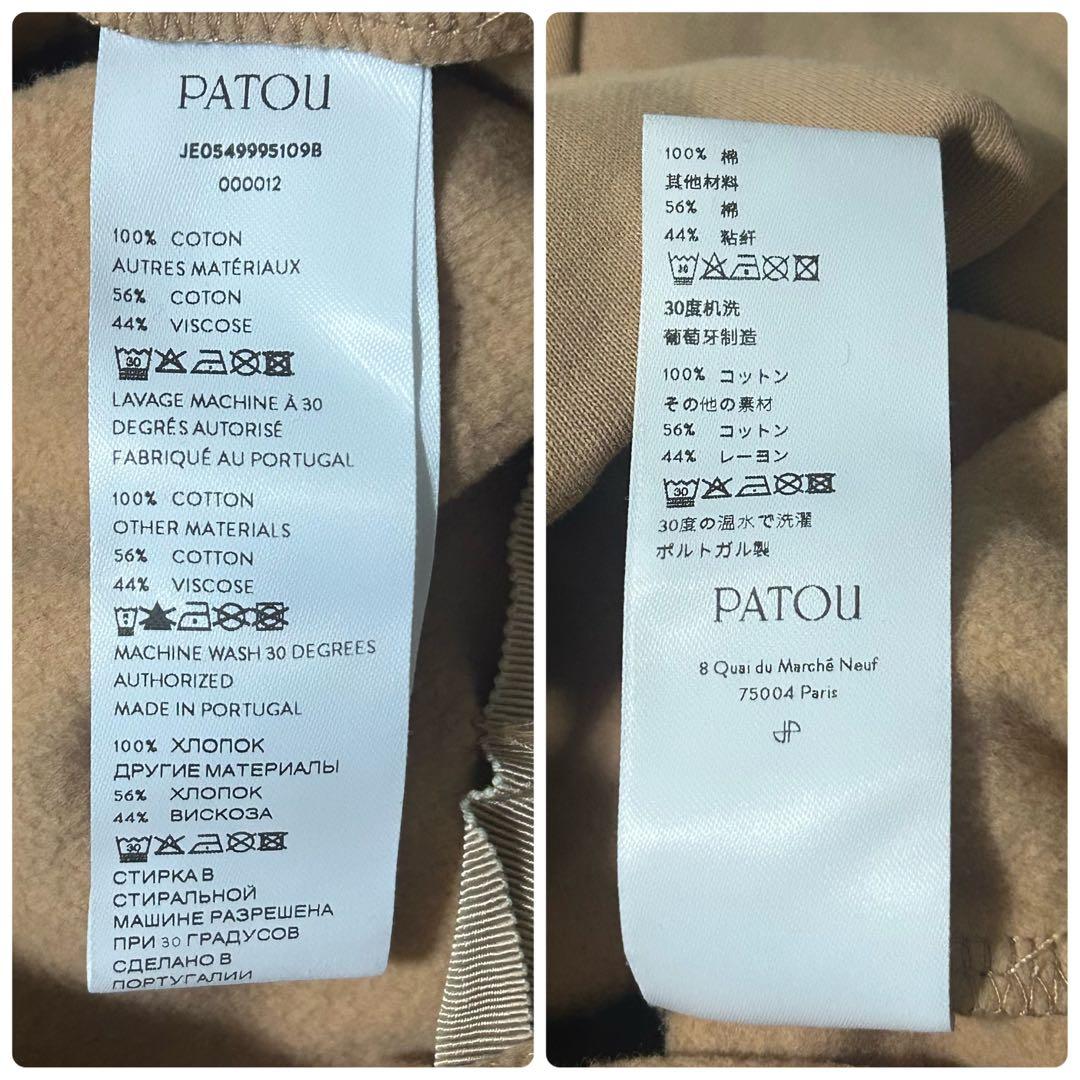 PATOU
JE0549995109B
000012
100% COTON
AUTRES MATÉRIAUX
56% COTON
44% VISCOSE
30
LAVAGE MACHINE À 30
DEGRÉS AUTORISÉ
FABRIQUÉ AU PORTUGAL
100% COTTON
OTHER MATERIALS
56% COTTON
44% VISCOSE
MACHINE WASH 30 DEGREES
AUTHORIZED
MADE IN PORTUGAL
100% ХЛОПОК
ДРУГИЕ МАТЕРИАЛЫ
56% ХЛОПОК
44% ВИСКОЗА
30
СТИРКА В
СТИРАЛЬНОЙ
МАШИНЕ РАЗРЕШЕНА
ПРИ 30 ГРАДУСОВ
СДЕЛАНО В
ПОРТУГАЛИИ
100% 棉
其他材料
56% 棉
44% 粘纤
30
30度机洗
葡萄牙制造
100% コットン
その他の素材
56% コットン
44% レーヨン
30
30度の温水で洗濯
ポルトガル製
PATOU
8 Quai du Marché Neuf
75004 Paris
JP